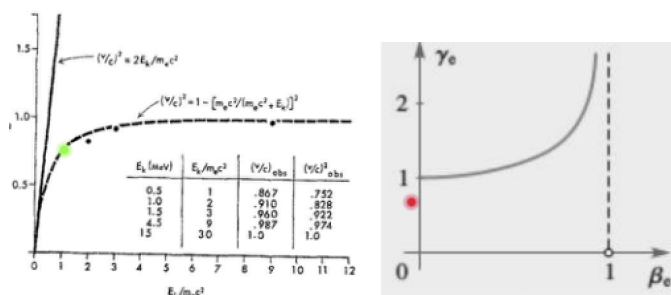 1.5
(v/c)² = 2Eₖ/mₑc²
(v/c)² = 1 - [mₑc²/(mₑc² + Eₖ)]²
1.0
0.5
Eₖ (MeV) Eₖ/mₑc² (v/c)obs (v/c)²obs
0.5 1 .867 .752
1.0 2 .910 .828
1.5 3 .960 .922
4.5 9 .987 .974
15 30 1.0 1.0
0 1 2 3 4 5 6 7 8 9 10 11 12
Eₖ/mₑc²
γe
2
1
0
1
βe